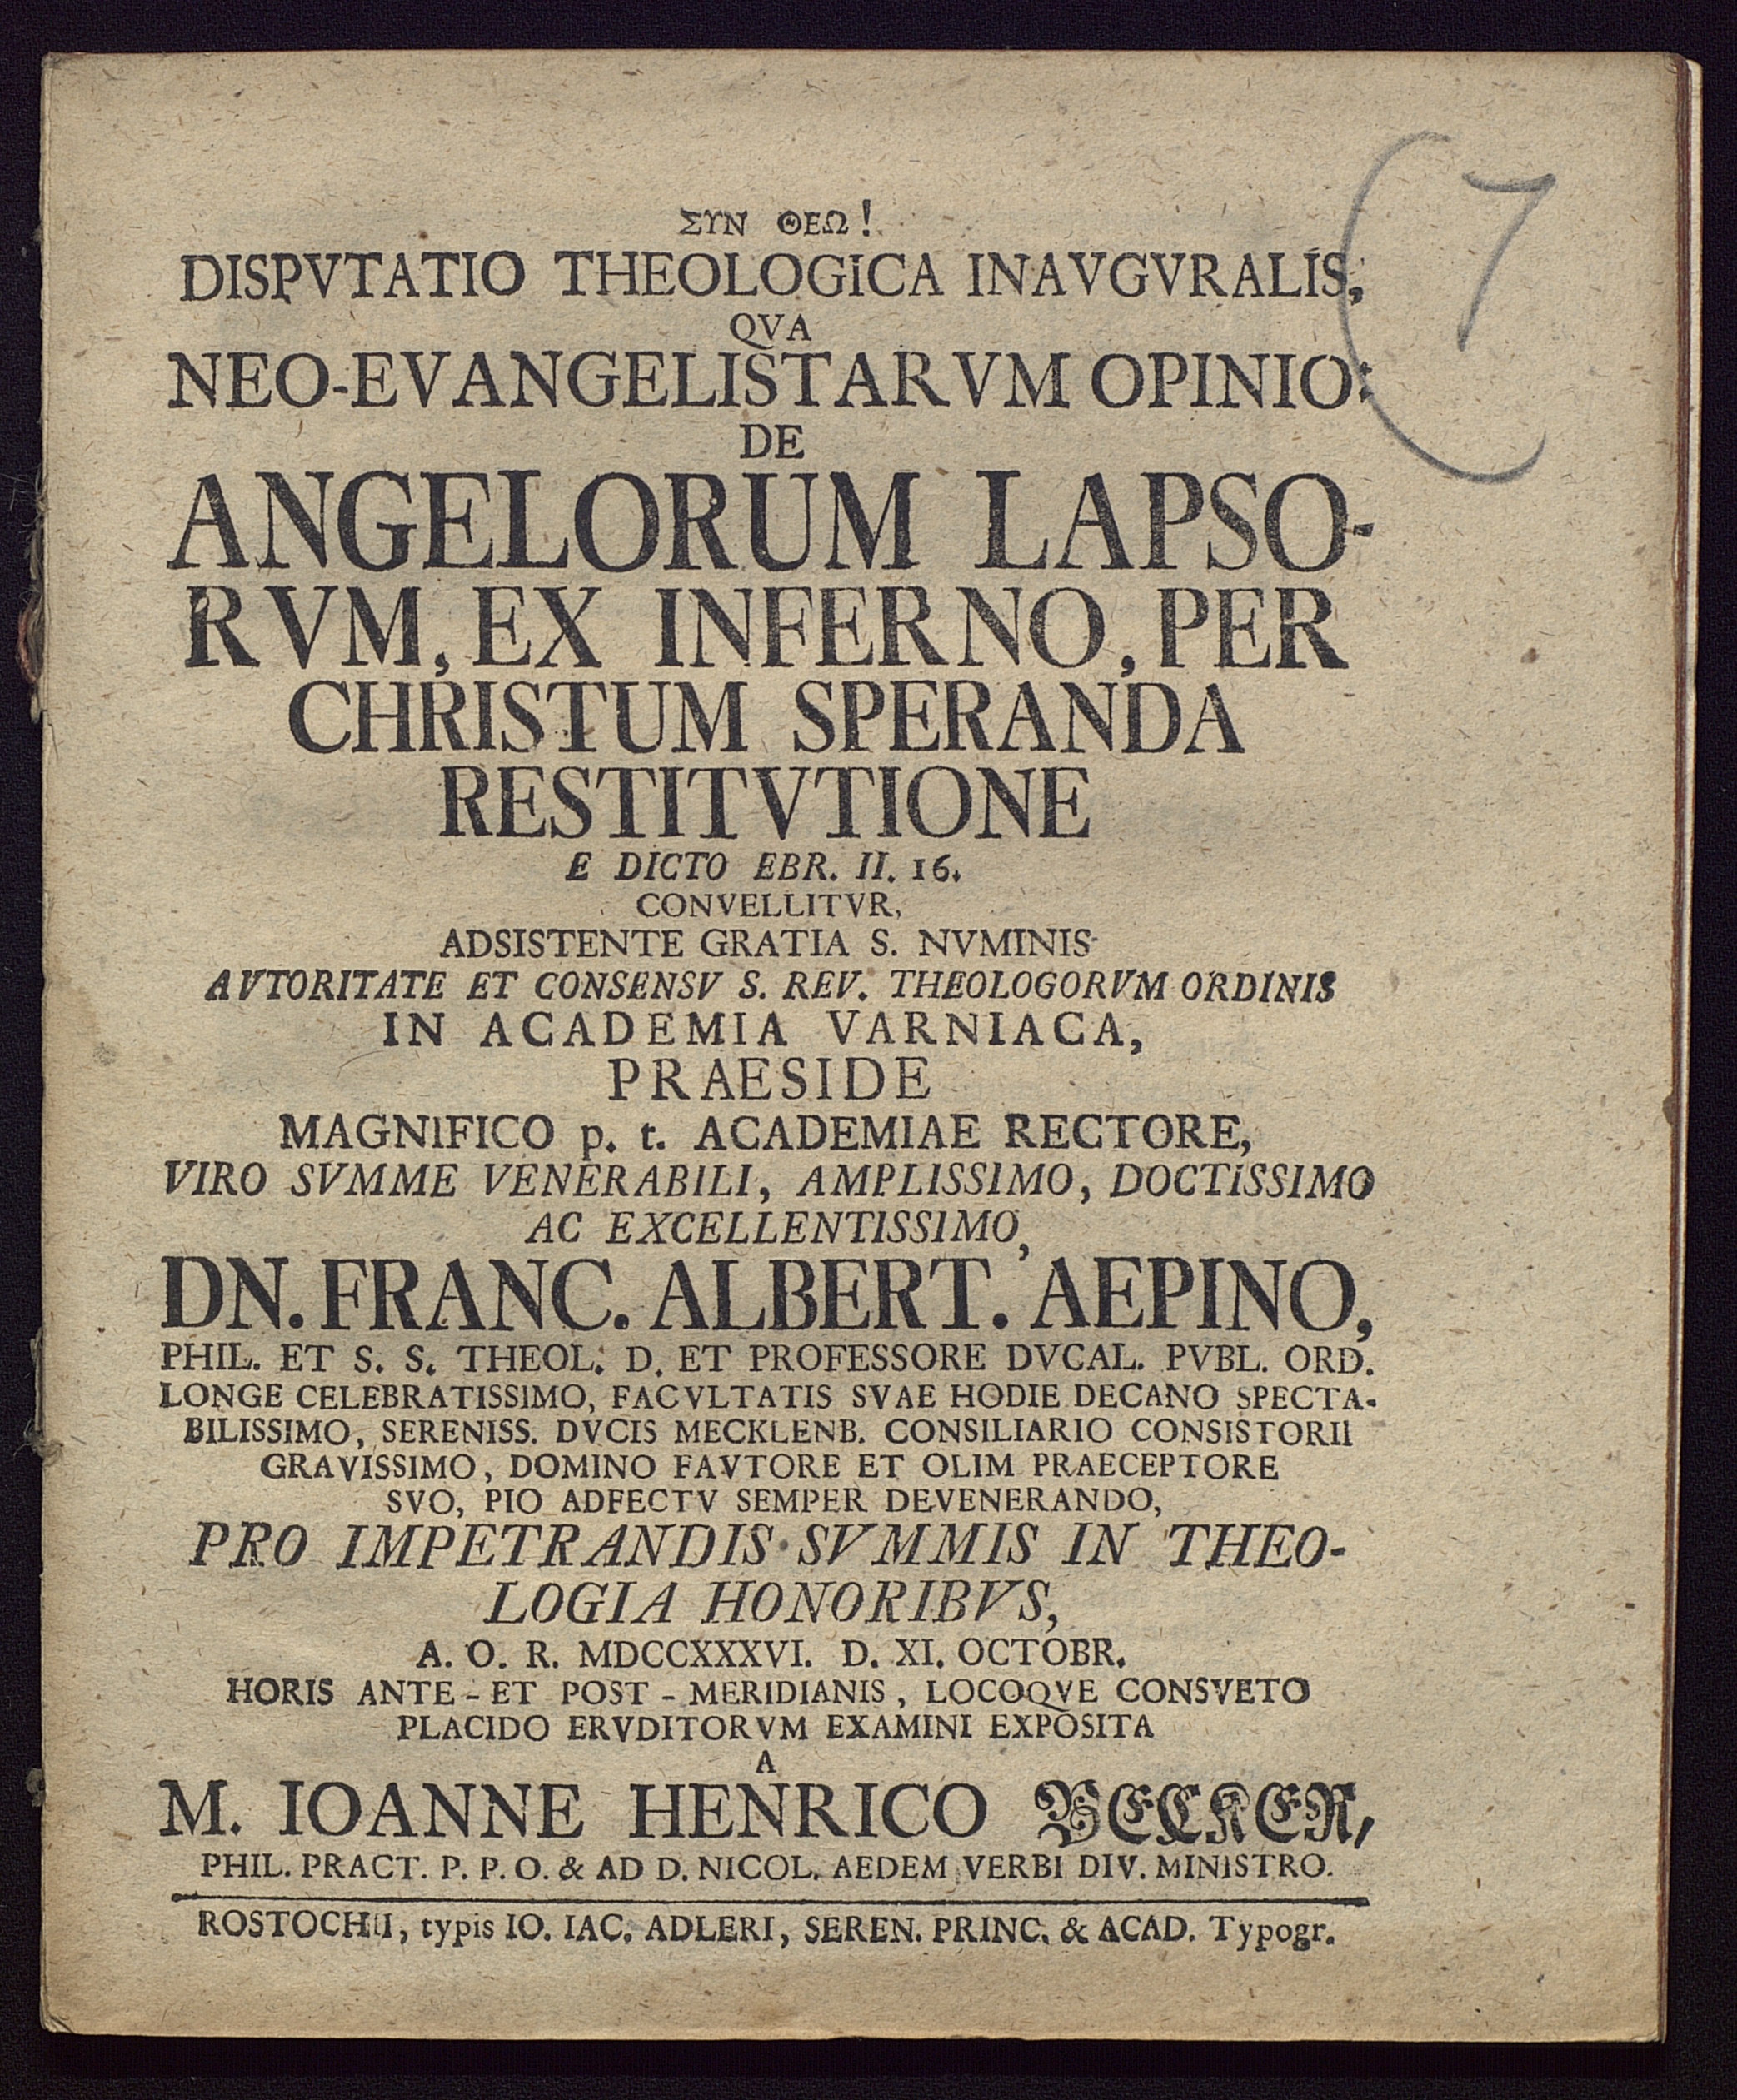 ΣΥΝ ΘΕΩ!
DISPVTATIO THEOLOGICA INAVGVRALIS,
QVA
NEO-EVANGELISTARVM OPINIO:
DE
ANGELORUM LAPSO-
RVM, EX INFERNO, PER
CHRISTUM SPERANDA
RESTITVTIONE
E DICTO EBR. II. 16.
CONVELLITVR,
ADSISTENTE GRATIA S. NVMINIS
AVTORITATE ET CONSENSV S. REV. THEOLOGORVM ORDINIS
IN ACADEMIA VARNIACA,
PRAESIDE
MAGNIFICO p. t. ACADEMIAE RECTORE,
VIRO SVMME VENERABILI, AMPLISSIMO, DOCTISSIMO
AC EXCELLENTISSIMO,
DN. FRANC. ALBERT. AEPINO,
PHIL. ET S. S. THEOL. D. ET PROFESSORE DVCAL. PVBL. ORD.
LONGE CELEBRATISSIMO, FACVLTATIS SVAE HODIE DECANO SPECTA-
BILISSIMO, SERENISS. DVCIS MECKLENB. CONSILIARIO CONSISTORII
GRAVISSIMO, DOMINO FAVTORE ET OLIM PRAECEPTORE
SVO, PIO ADFECTV SEMPER DEVENERANDO,
PRO IMPETRANDIS SVMMIS IN THEO-
LOGIA HONORIBVS,
A. O. R. MDCCXXXVI. D. XI. OCTOBR.
HORIS ANTE - ET POST - MERIDIANIS, LOCOQVE CONSVETO
PLACIDO ERVDITORVM EXAMINI EXPOSITA
A
M. IOANNE HENRICO BECKER,
PHIL. PRACT. P. P. O. & AD D. NICOL. AEDEM VERBI DIV. MINISTRO.
ROSTOCHII, typis IO. IAC. ADLERI, SEREN. PRINC. & ACAD. Typogr.
(7